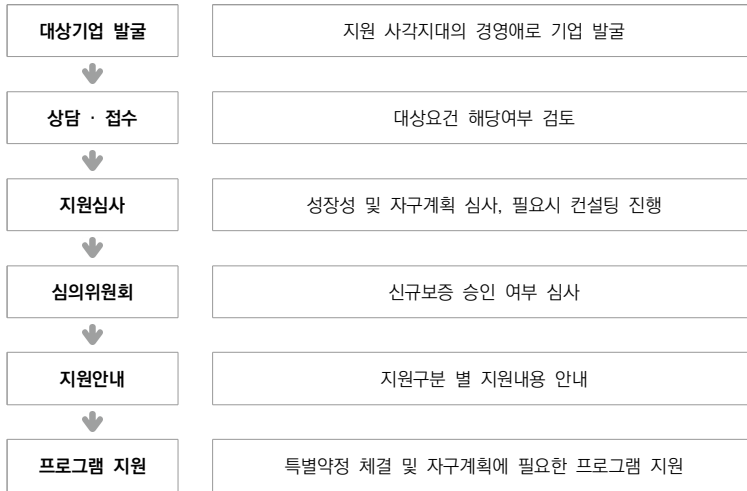 대상기업 발굴 지원 사각지대의 경영애로 기업 발굴
상담 · 접수 대상요건 해당여부 검토
지원심사 성장성 및 자구계획 심사, 필요시 컨설팅 진행
심의위원회 신규보증 승인 여부 심사
지원안내 지원구분 별 지원내용 안내
프로그램 지원 특별약정 체결 및 자구계획에 필요한 프로그램 지원